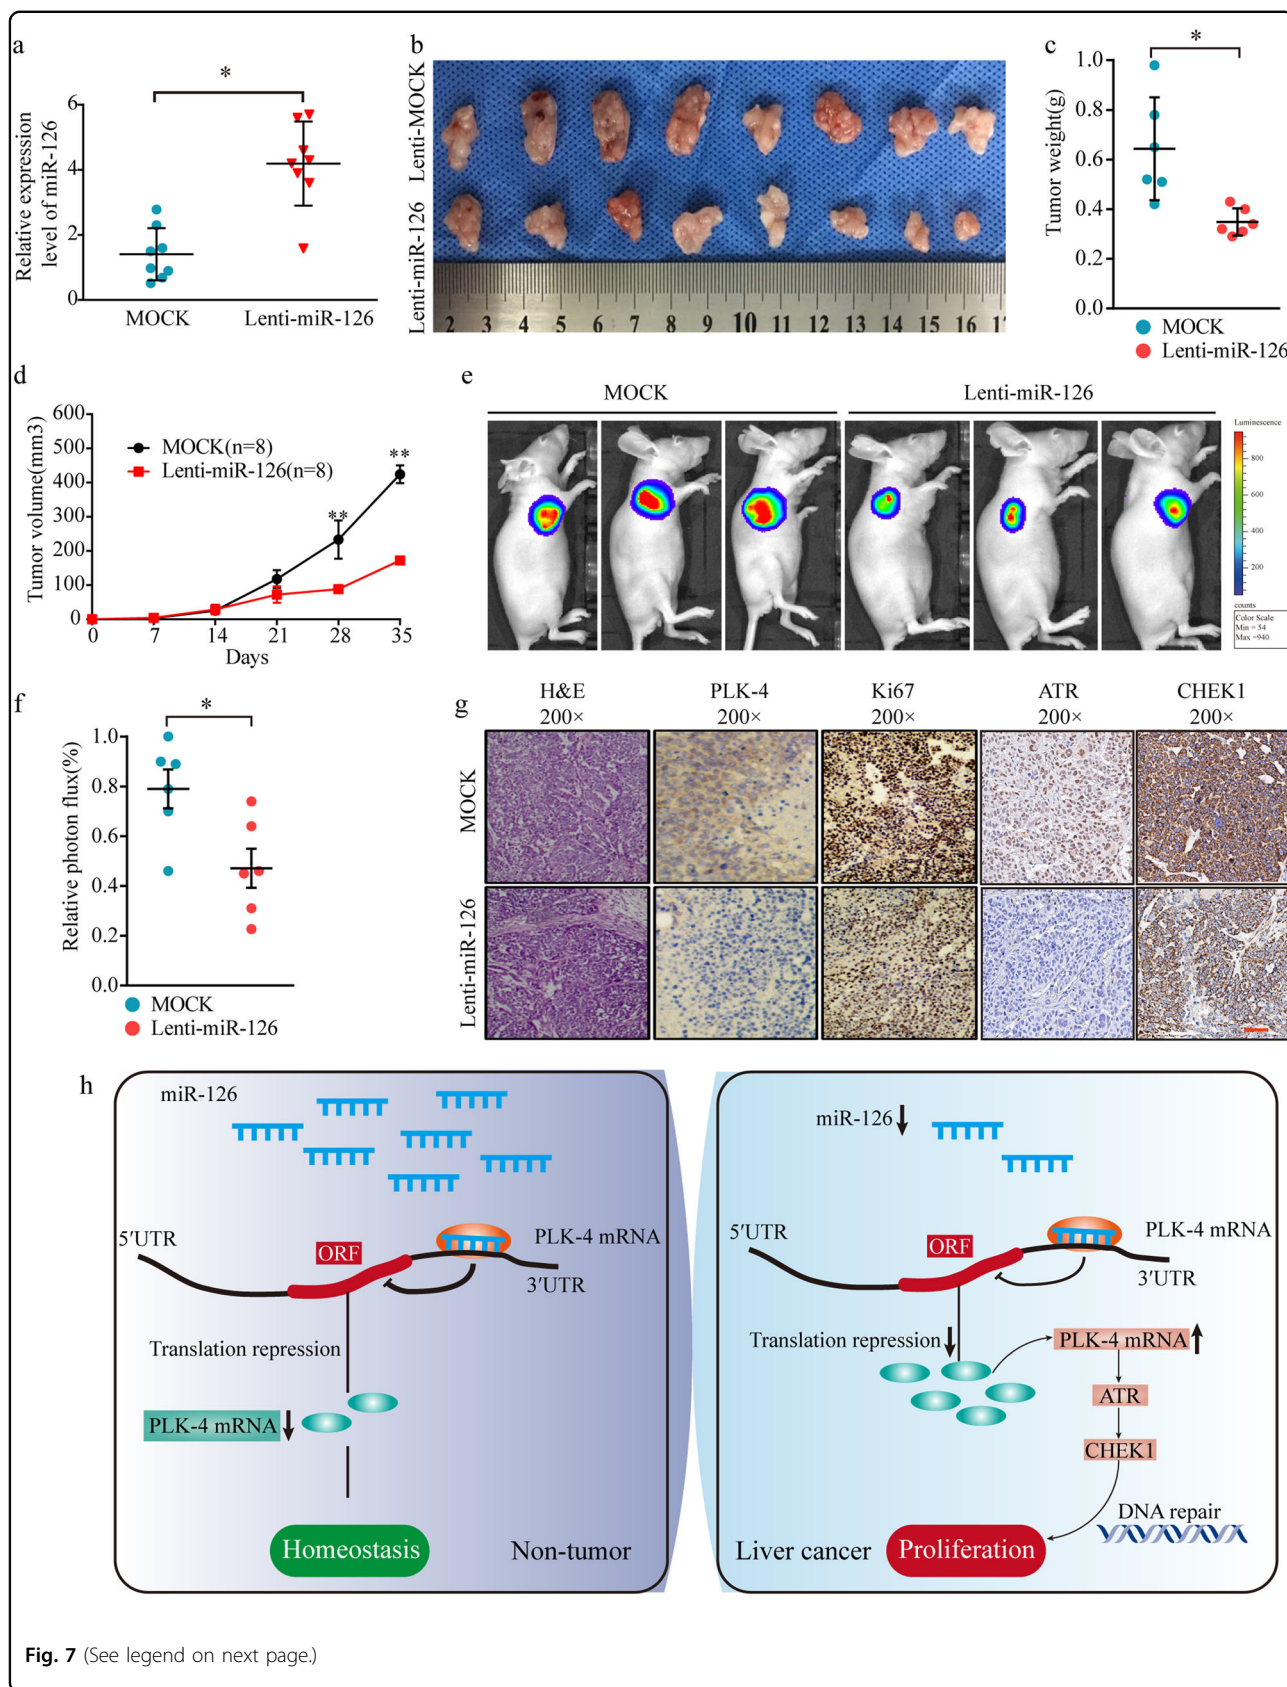 a
*
Relative expression
level of miR-126
6
4
2
0
MOCK
Lenti-miR-126
b
Lenti-MOCK
Lenti-miR-126
2 3 4 5 6 7 8 9 10 11 12 13 14 15 16 1
c
*
Tumor weight(g)
1.0
0.8
0.6
0.4
0.2
0.0
MOCK
Lenti-miR-126
d
Tumor volume(mm3)
600
500
400
300
200
100
0
MOCK(n=8)
Lenti-miR-126(n=8)
**
**
0 7 14 21 28 35
Days
e
MOCK
Lenti-miR-126
Luminescence
800
600
400
200
counts
Color Scale
Min = 54
Max =940
f
*
Relative photon flux(%)
1.0
0.8
0.6
0.4
0.2
0.0
MOCK
Lenti-miR-126
g
H&E
200×
PLK-4
200×
Ki67
200×
ATR
200×
CHEK1
200×
MOCK
Lenti-miR-126
h
miR-126
5'UTR
ORF
PLK-4 mRNA
3'UTR
Translation repression
PLK-4 mRNA
Homeostasis
Non-tumor
miR-126
5'UTR
ORF
PLK-4 mRNA
3'UTR
Translation repression
PLK-4 mRNA
ATR
CHEK1
DNA repair
Liver cancer
Proliferation
Fig. 7 (See legend on next page.)